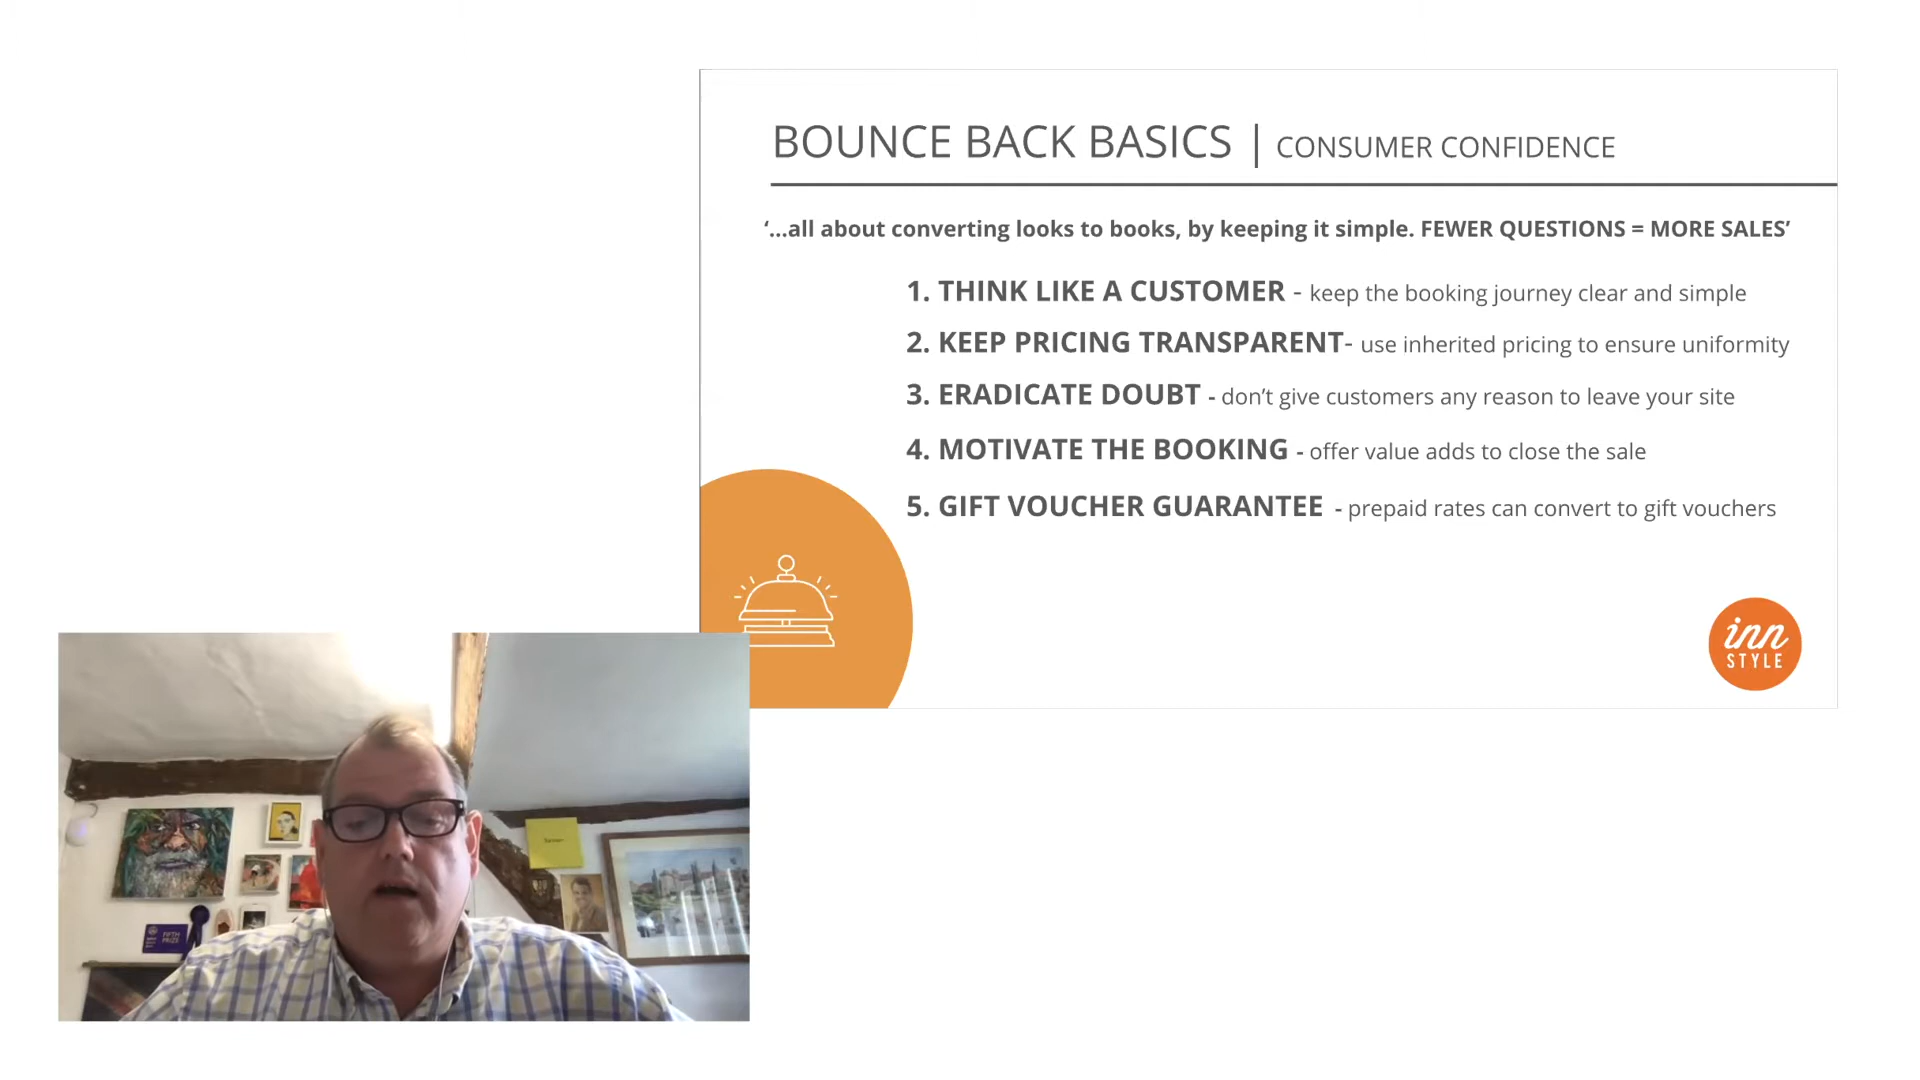 BOUNCE BACK BASICS | CONSUMER CONFIDENCE
‘...all about converting looks to books, by keeping it simple. FEWER QUESTIONS = MORE SALES’
1. THINK LIKE A CUSTOMER - keep the booking journey clear and simple
2. KEEP PRICING TRANSPARENT- use inherited pricing to ensure uniformity
3. ERADICATE DOUBT - don’t give customers any reason to leave your site
4. MOTIVATE THE BOOKING - offer value adds to close the sale
5. GIFT VOUCHER GUARANTEE - prepaid rates can convert to gift vouchers
inn
STYLE
FIFTH
PRIZE